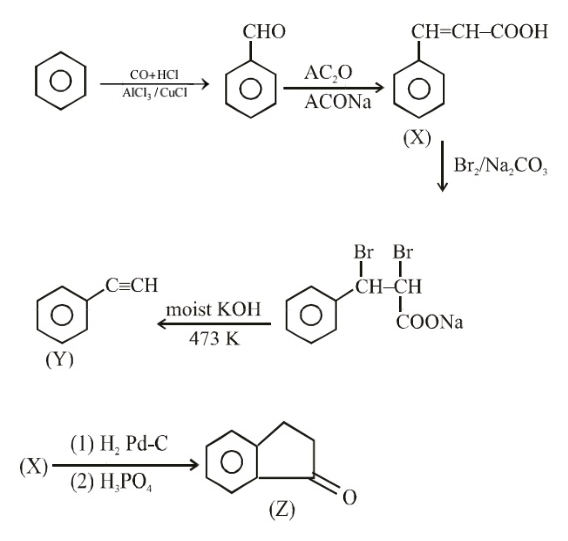 CHO
CH=CH–COOH
CO+HCl
AlCl₃/CuCl
AC₂O
ACONa
(X)
Br₂/Na₂CO₃
Br Br
C≡CH
moist KOH
CH–CH
473 K
COONa
(Y)
(X) (1) H₂ Pd-C
(2) H₃PO₄
O
(Z)